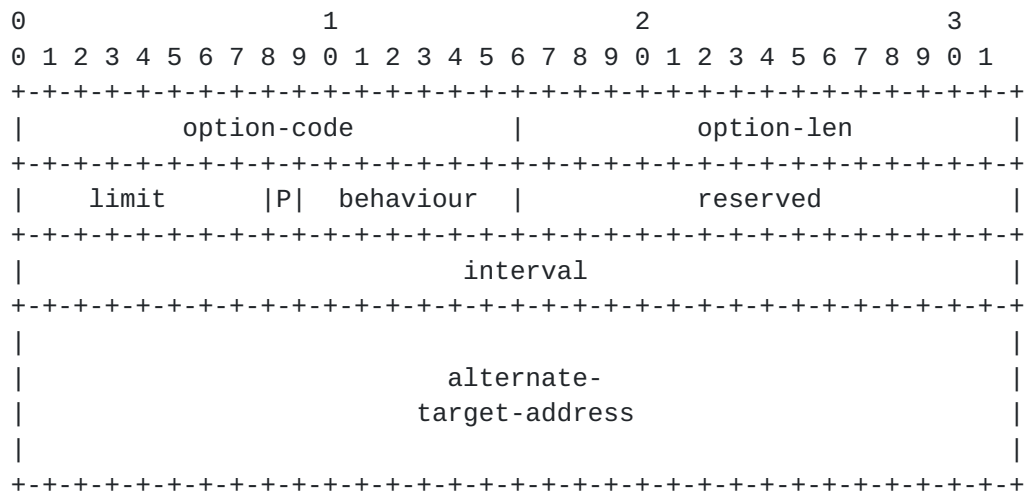 0                   1                   2                   3
0 1 2 3 4 5 6 7 8 9 0 1 2 3 4 5 6 7 8 9 0 1 2 3 4 5 6 7 8 9 0 1
+-+-+-+-+-+-+-+-+-+-+-+-+-+-+-+-+-+-+-+-+-+-+-+-+-+-+-+-+-+-+-+-+
|          option-code          |           option-len          |
+-+-+-+-+-+-+-+-+-+-+-+-+-+-+-+-+-+-+-+-+-+-+-+-+-+-+-+-+-+-+-+-+
|    limit      |P|  behaviour  |           reserved            |
+-+-+-+-+-+-+-+-+-+-+-+-+-+-+-+-+-+-+-+-+-+-+-+-+-+-+-+-+-+-+-+-+
|                            interval                           |
+-+-+-+-+-+-+-+-+-+-+-+-+-+-+-+-+-+-+-+-+-+-+-+-+-+-+-+-+-+-+-+-+
|                                                               |
|                           alternate-                          |
|                         target-address                        |
|                                                               |
+-+-+-+-+-+-+-+-+-+-+-+-+-+-+-+-+-+-+-+-+-+-+-+-+-+-+-+-+-+-+-+-+